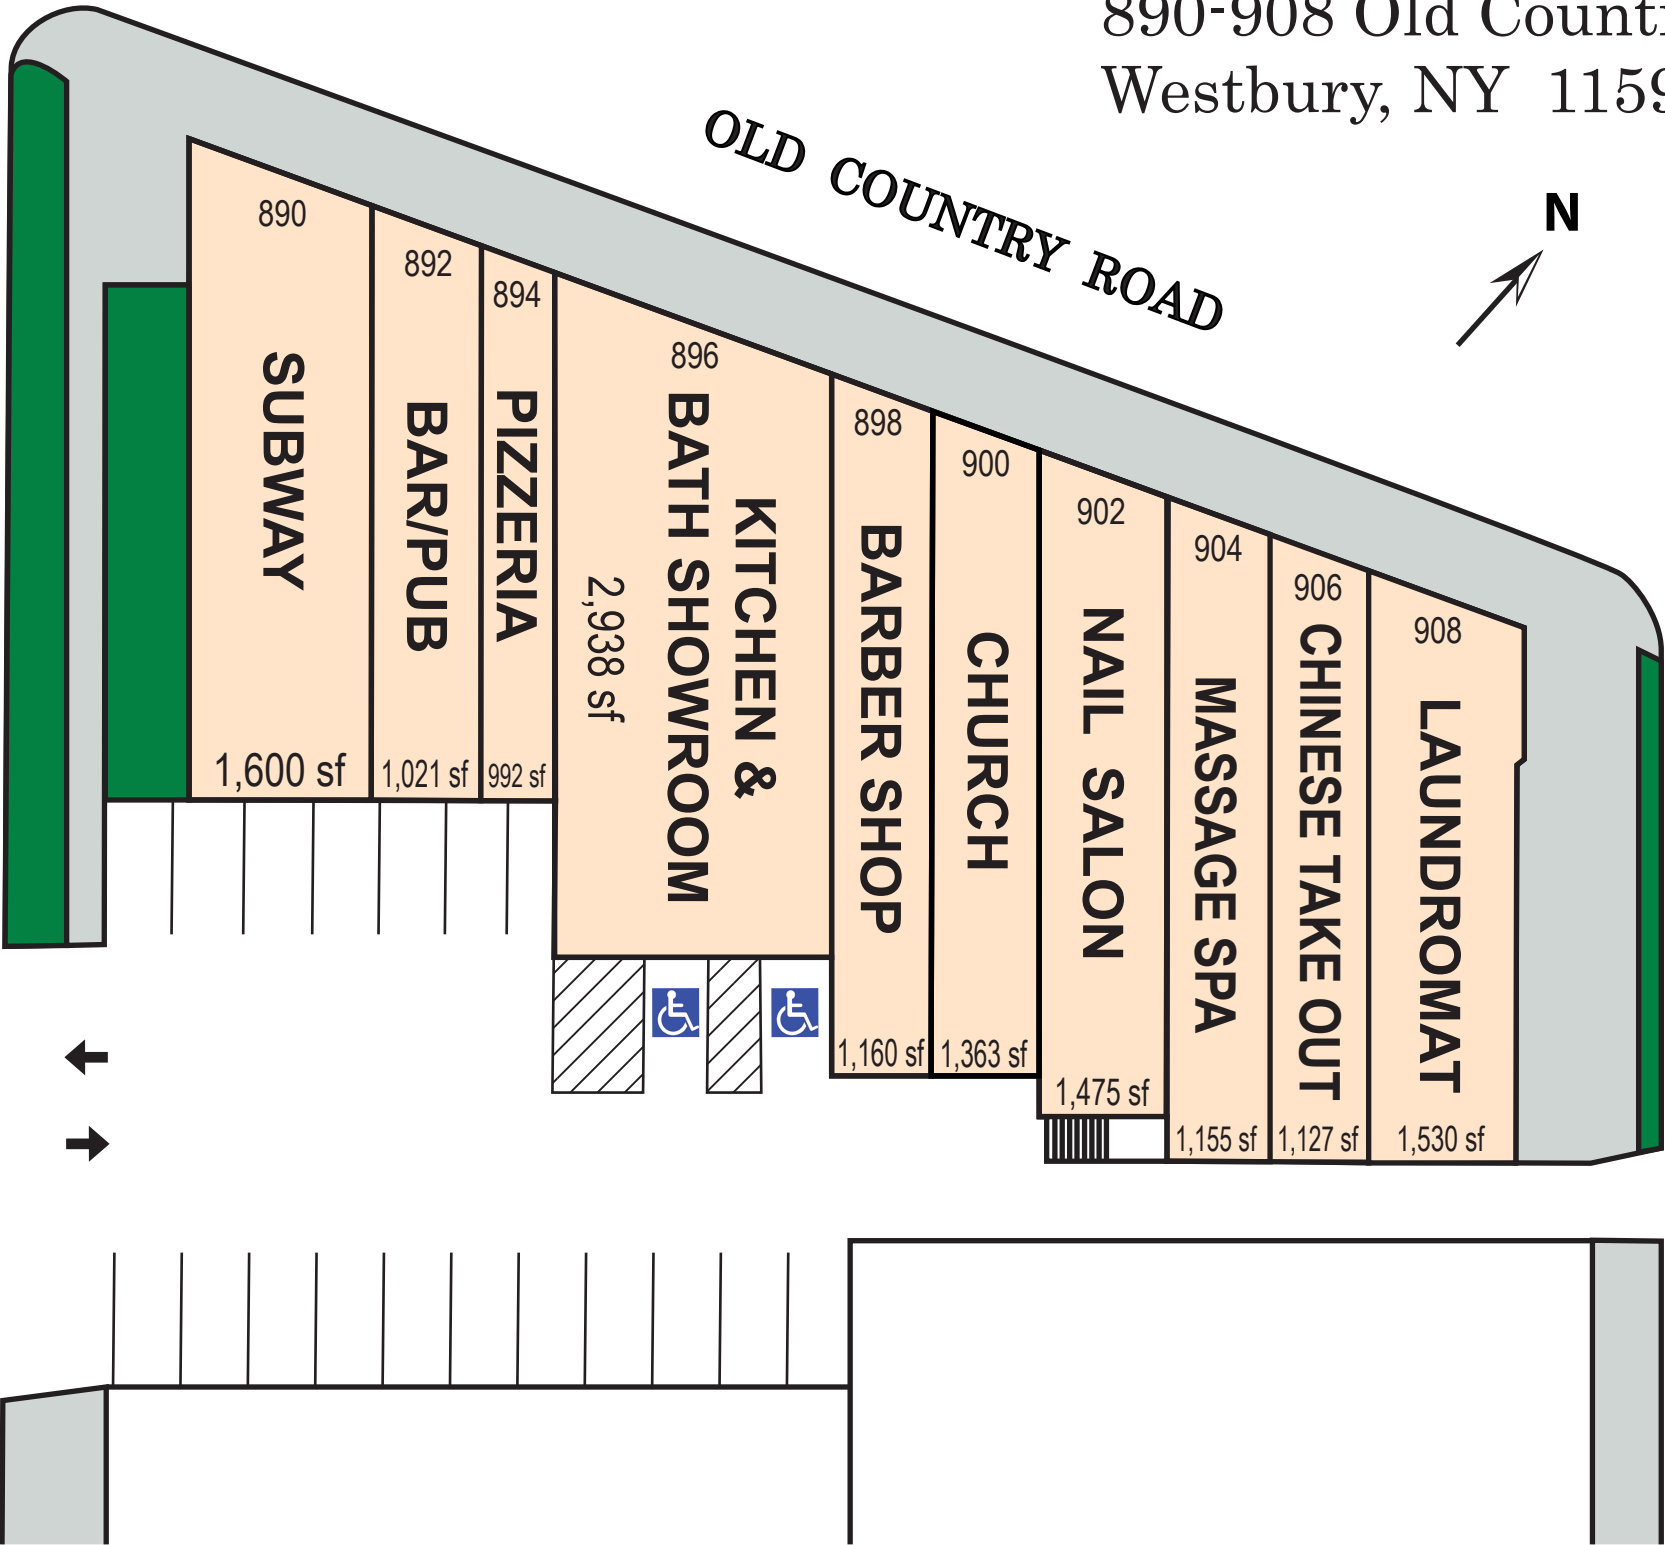 890-908 Old Count
Westbury, NY 1159
OLD COUNTRY ROAD
N
890
SUBWAY
1,600 sf
892
BAR/PUB
1,021 sf
894
PIZZERIA
992 sf
896
KITCHEN &
BATH SHOWROOM
2,938 sf
898
BARBER SHOP
1,160 sf
900
CHURCH
1,363 sf
902
NAIL SALON
1,475 sf
904
MASSAGE SPA
1,155 sf
906
CHINESE TAKE OUT
1,127 sf
908
LAUNDROMAT
1,530 sf